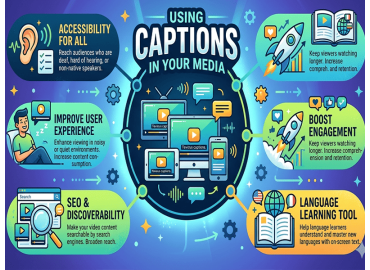 USING
CAPTIONS
IN YOUR MEDIA
ACCESSIBILITY
FOR ALL
Reach audiences who are
deaf, hard of hearing, or
non-native speakers.
IMPROVE USER
EXPERIENCE
Enhance viewing in noisy
or quiet environments.
Increase content con-
sumption.
SEO &
DISCOVERABILITY
Make your video content
searchable by search
engines. Broaden reach.
Keep viewers watching
longer. Increase
compreh. and retention.
BOOST
ENGAGEMENT
Keep viewers watching
longer. Increase compreh-
ension and retention.
LANGUAGE
LEARNING TOOL
Help language learners
understand and master new
languages with on-screen text.